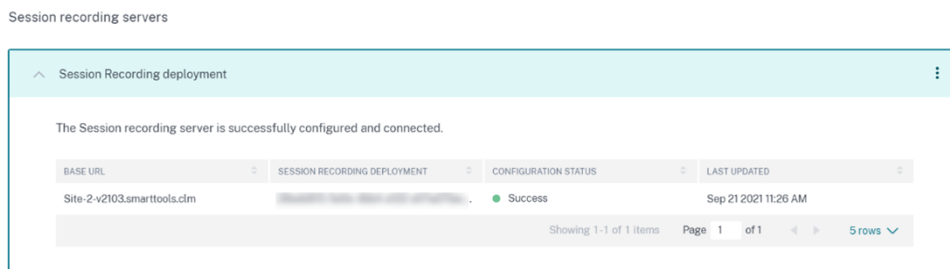 Session recording servers
Session Recording deployment
The Session recording server is successfully configured and connected.
BASE URL SESSION RECORDING DEPLOYMENT CONFIGURATION STATUS LAST UPDATED
Site-2-v2103.smarttools.clm . Success Sep 21 2021 11:26 AM
Showing 1-1 of 1 items Page 1 of 1 5 rows